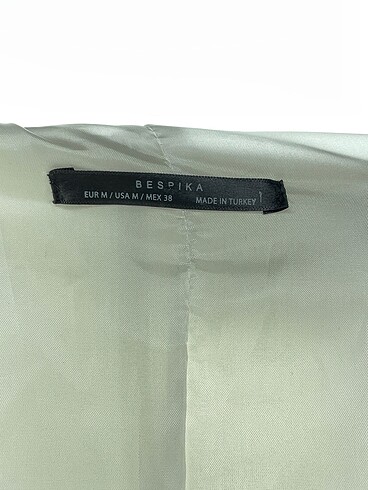 BESPIKA
EUR M / USA M / MEX 38 MADE IN TURKEY